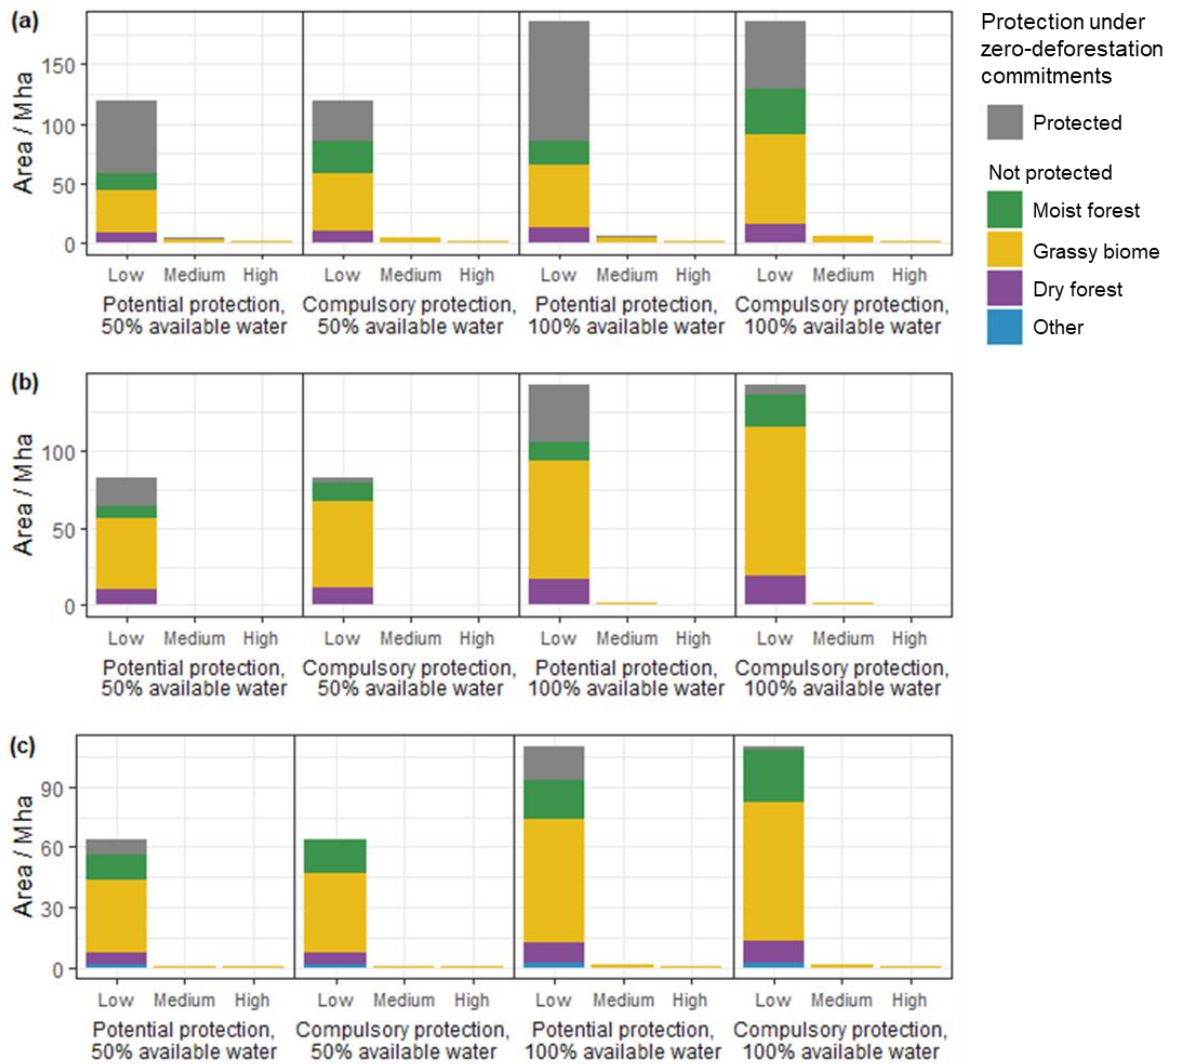 (a)
Area / Mha
150
100
50
0
Low Medium High Low Medium High Low Medium High Low Medium High
Potential protection, Compulsory protection, Potential protection, Compulsory protection,
50% available water 50% available water 100% available water 100% available water
Protection under
zero-deforestation
commitments
Protected
Not protected
Moist forest
Grassy biome
Dry forest
Other
(b)
Area / Mha
100
50
0
Low Medium High Low Medium High Low Medium High Low Medium High
Potential protection, Compulsory protection, Potential protection, Compulsory protection,
50% available water 50% available water 100% available water 100% available water
(c)
Area / Mha
90
60
30
0
Low Medium High Low Medium High Low Medium High Low Medium High
Potential protection, Compulsory protection, Potential protection, Compulsory protection,
50% available water 50% available water 100% available water 100% available water